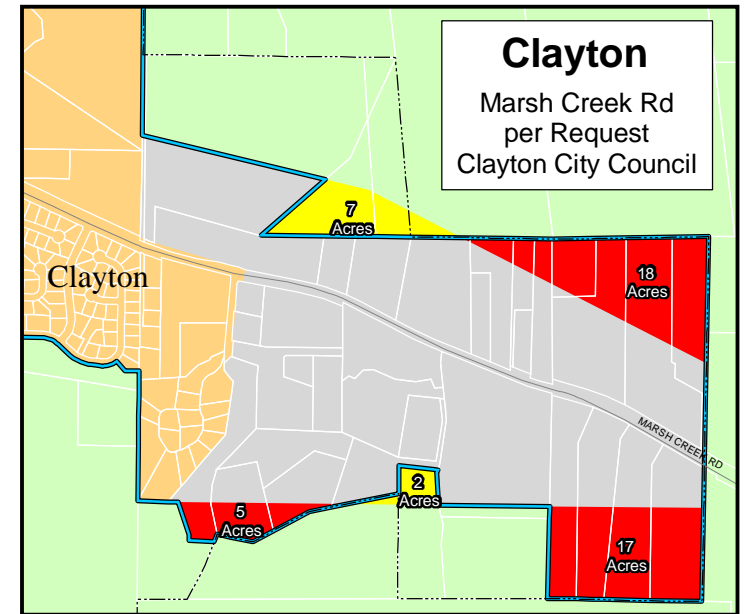 Clayton
Marsh Creek Rd
per Request
Clayton City Council
7
Acres
Clayton
18
Acres
MARSH CREEK RD
2
Acres
5
Acres
17
Acres